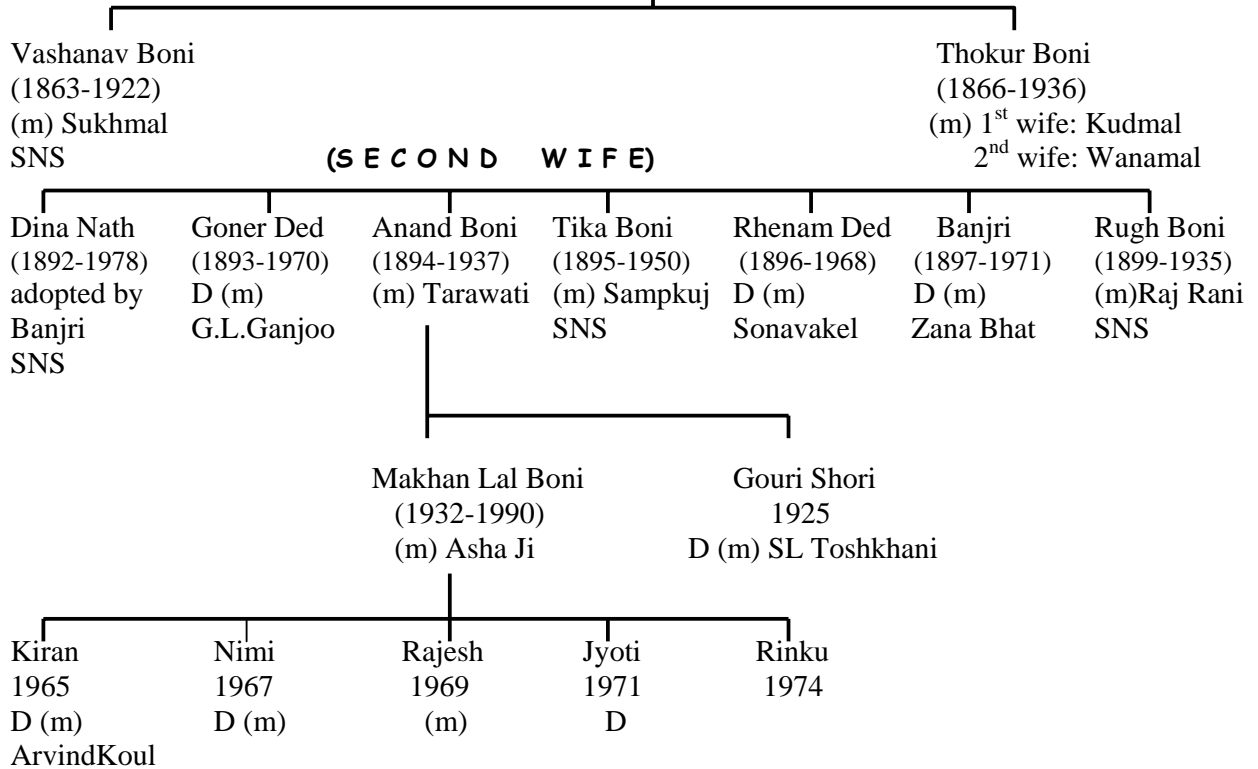 Vashanav Boni
(1863-1922)
(m) Sukhmal
SNS
Thokur Boni
(1866-1936)
(m) 1st wife: Kudmal
2nd wife: Wanamal
(S E C O N D W I F E)
Dina Nath
(1892-1978)
adopted by
Banjri
SNS
Goner Ded
(1893-1970)
D (m)
G.L.Ganjoo
Anand Boni
(1894-1937)
(m) Tarawati
Tika Boni
(1895-1950)
(m) Sampkuj
SNS
Rhenam Ded
(1896-1968)
D (m)
Sonavakel
Banjri
(1897-1971)
D (m)
Zana Bhat
Rugh Boni
(1899-1935)
(m)Raj Rani
SNS
Makhan Lal Boni
(1932-1990)
(m) Asha Ji
Gouri Shori
1925
D (m) SL Toshkhani
Kiran
1965
D (m)
ArvindKoul
Nimi
1967
D (m)
Rajesh
1969
(m)
Jyoti
1971
D
Rinku
1974